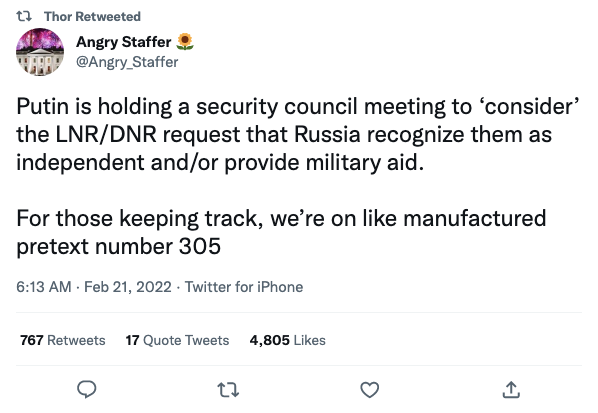 Thor Retweeted
Angry Staffer 🌻
@Angry_Staffer
Putin is holding a security council meeting to ‘consider’
the LNR/DNR request that Russia recognize them as
independent and/or provide military aid.
For those keeping track, we’re on like manufactured
pretext number 305
6:13 AM · Feb 21, 2022 · Twitter for iPhone
767 Retweets 17 Quote Tweets 4,805 Likes